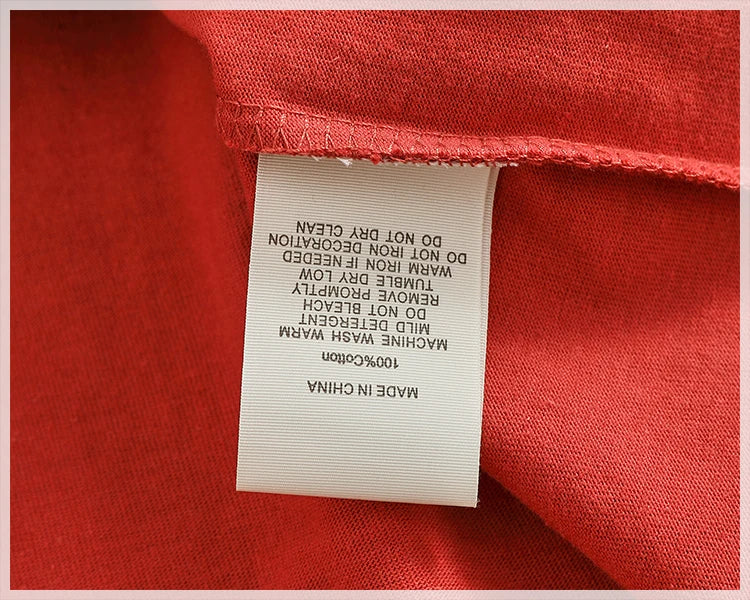 MADE IN CHINA
100%Cotton
MACHINE WASH WARM
MILD DETERGENT
DO NOT BLEACH
REMOVE PROMPTLY
TUMBLE DRY LOW
WARM IRON IF NEEDED
DO NOT IRON DECORATION
DO NOT DRY CLEAN